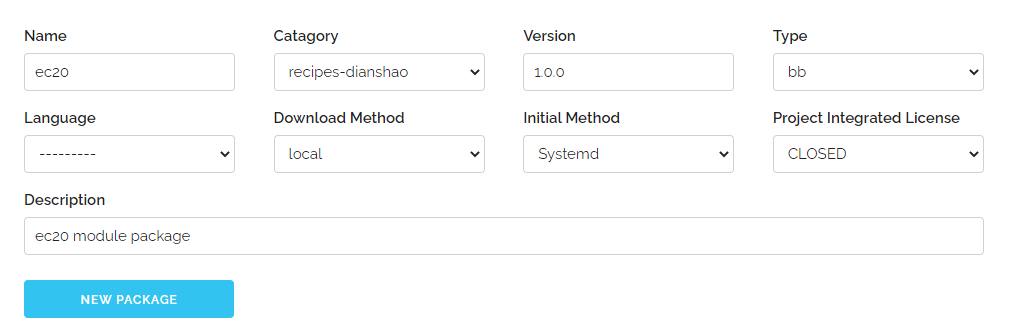 Name Catagory Version Type
ec20 recipes-dianshao 1.0.0 bb
Language Download Method Initial Method Project Integrated License
--------- local Systemd CLOSED
Description
ec20 module package
NEW PACKAGE